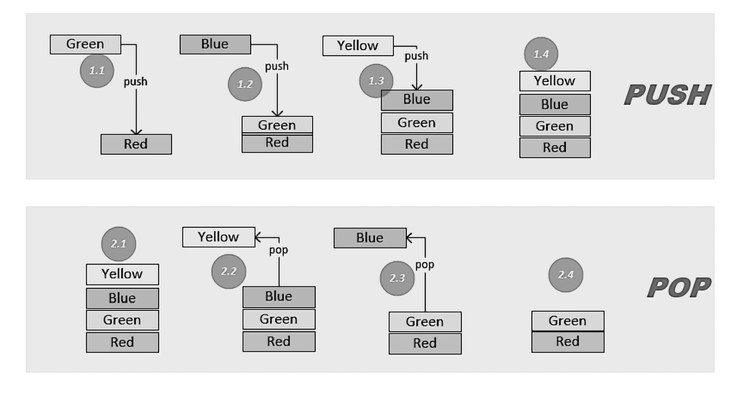 Green
1.1
push
Red
Blue
1.2
push
Green
Red
Yellow
1.3
push
Blue
Green
Red
1.4
Yellow
Blue
Green
Red
PUSH
2.1
Yellow
Blue
Green
Red
Yellow
pop
2.2
Blue
Green
Red
Blue
pop
2.3
Green
Red
2.4
Green
Red
POP